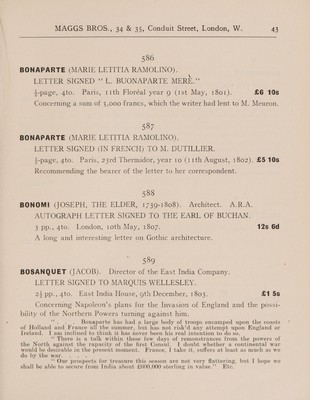 MAGGS BROS., 34 & 35, Conduit Street, London, W. 43
586
BONAPARTE (MARIE LETITIA RAMOLINO).
LETTER SIGNED "L. BUONAPARTE MERÈ."
½-page, 4to. Paris, 11th Floréal year 9 (1st May, 1801). £6 10s
Concerning a sum of 3,000 francs, which the writer had lent to M. Meuron.
587
BONAPARTE (MARIE LETITIA RAMOLINO).
LETTER SIGNED (IN FRENCH) TO M. DUTILLIER.
½-page, 4to. Paris, 23rd Thermidor, year 10 (11th August, 1802). £5 10s
Recommending the bearer of the letter to her correspondent.
588
BONOMI (JOSEPH, THE ELDER, 1739-1808). Architect. A.R.A.
AUTOGRAPH LETTER SIGNED TO THE EARL OF BUCHAN.
3 pp., 4to. London, 10th May, 1807. 12s 6d
A long and interesting letter on Gothic architecture.
589
BOSANQUET (JACOB). Director of the East India Company.
LETTER SIGNED TO MARQUIS WELLESLEY.
2½ pp., 4to. East India House, 9th December, 1803. £1 5s
Concerning Napoleon's plans for the Invasion of England and the possi-
bility of the Northern Powers turning against him.
". . . Bonaparte has had a large body of troops encamped upon the coasts
of Holland and France all the summer, but has not risk'd any attempt upon England or
Ireland. I am inclined to think it has never been his real intention to do so.
"There is a talk within these few days of remonstrances from the powers of
the North against the rapacity of the first Consul. I doubt whether a continental war
would be desirable in the present moment. France, I take it, suffers at least as much as we
do by the war.
"Our prospects for treasure this season are not very flattering, but I hope we
shall be able to secure from India about £800,000 sterling in value." Etc.